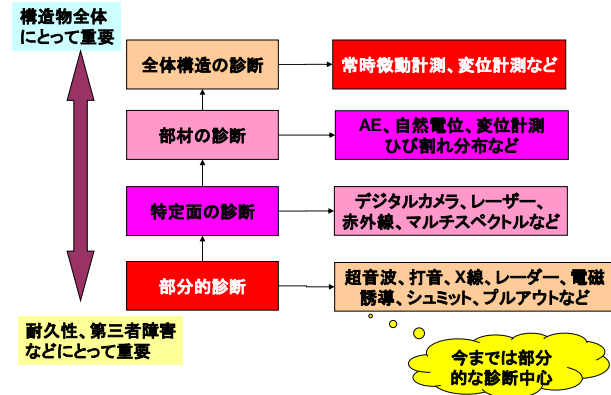 構造物全体
にとって重要
全体構造の診断
常時微動計測、変位計測など
部材の診断
AE、自然電位、変位計測
ひび割れ分布など
特定面の診断
デジタルカメラ、レーザー、
赤外線、マルチスペクトルなど
部分的診断
超音波、打音、X線、レーダー、電磁
誘導、シュミット、プルアウトなど
耐久性、第三者障害
などにとって重要
今までは部分
的な診断中心